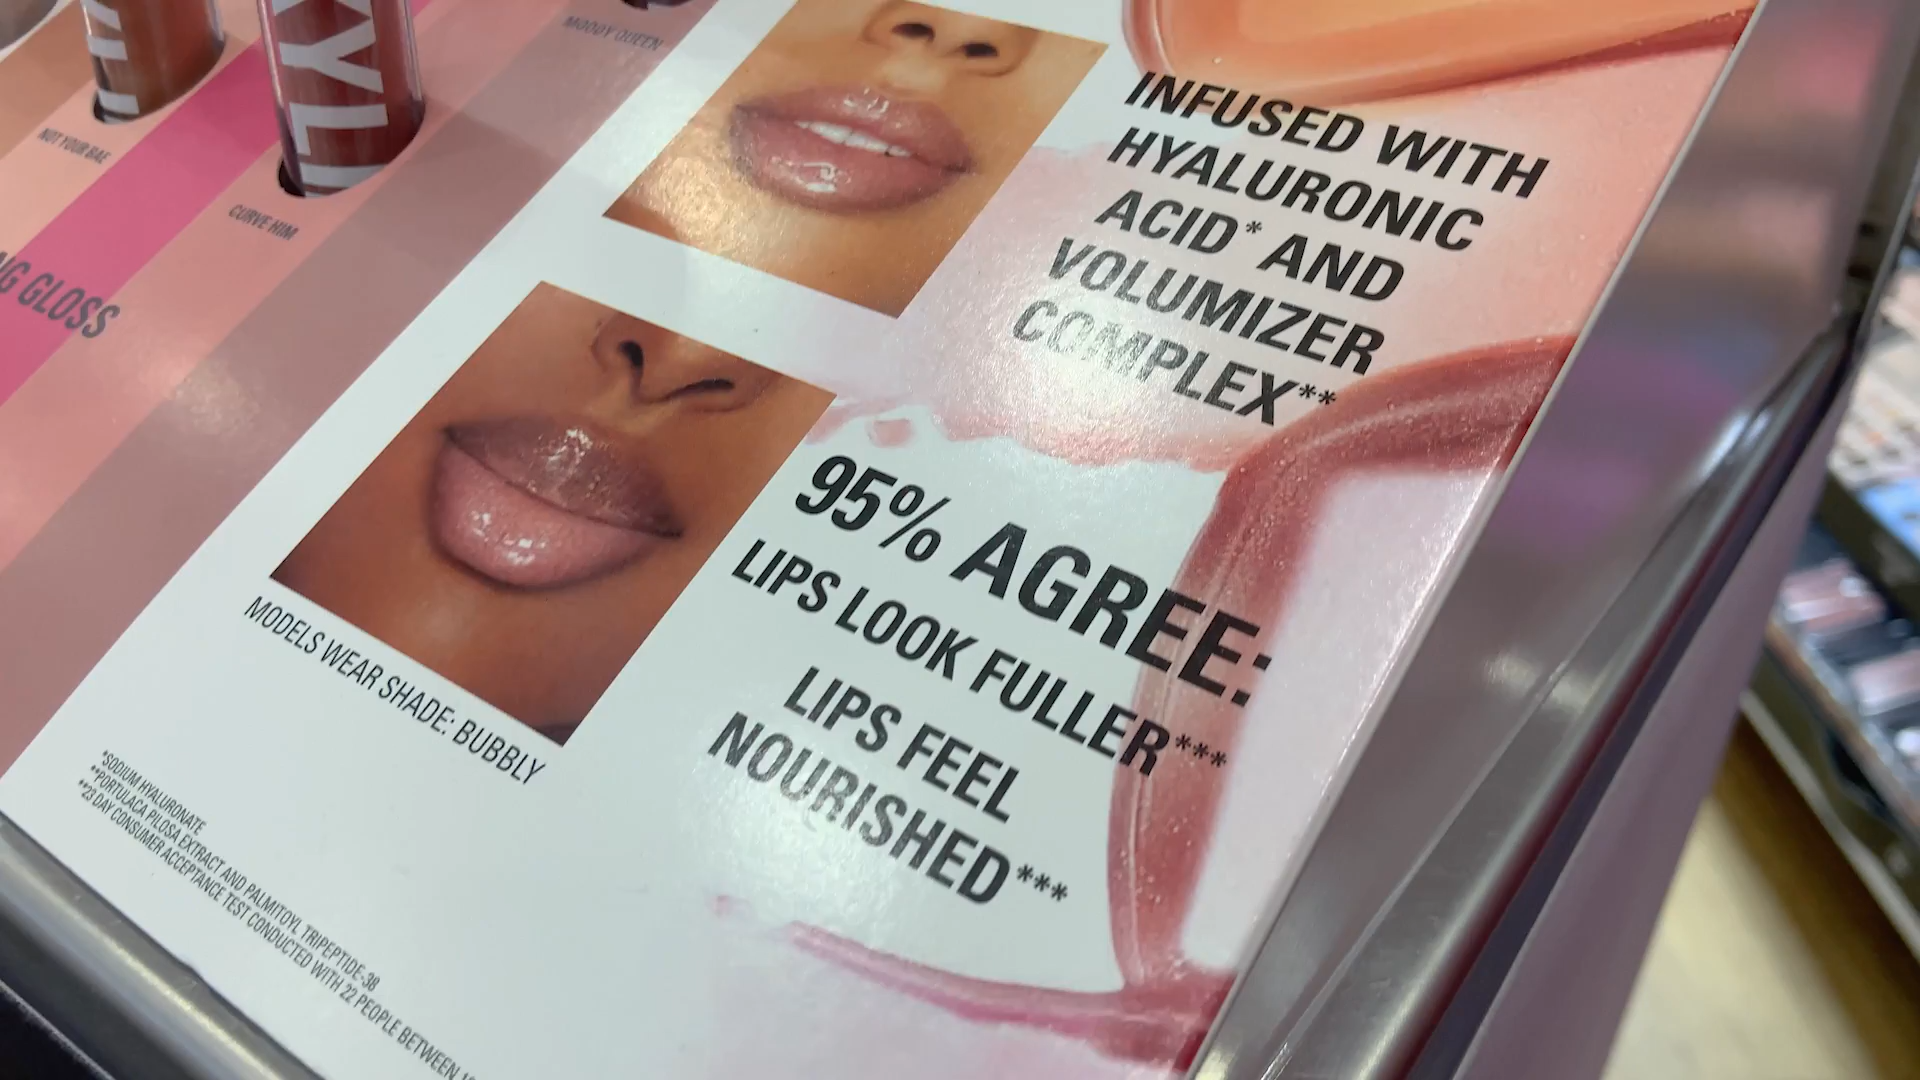 KYLI
NOT YOUR BAE
CURVE HIM
MOODY QUEEN
GLOSS
INFUSED WITH
HYALURONIC
ACID* AND
VOLUMIZER
COMPLEX**
95% AGREE:
LIPS LOOK FULLER***
LIPS FEEL
NOURISHED***
MODELS WEAR SHADE: BUBBLY
*SODIUM HYALURONATE
**PORTULACA PILOSA EXTRACT AND PALMITOYL TRIPEPTIDE-38
**23 DAY CONSUMER ACCEPTANCE TEST CONDUCTED WITH 22 PEOPLE BETWEEN